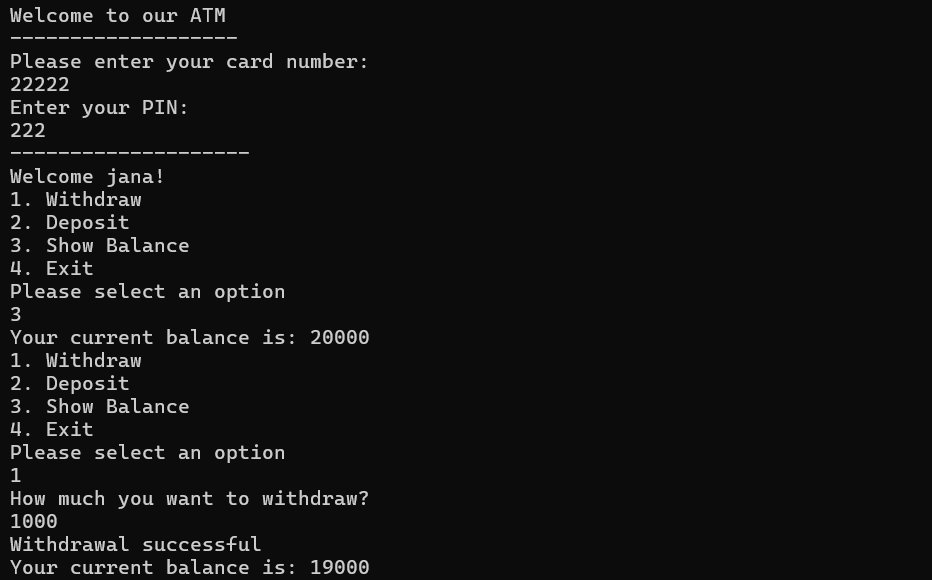 Welcome to our ATM
-------------------
Please enter your card number:
22222
Enter your PIN:
222
--------------------
Welcome jana!
1. Withdraw
2. Deposit
3. Show Balance
4. Exit
Please select an option
3
Your current balance is: 20000
1. Withdraw
2. Deposit
3. Show Balance
4. Exit
Please select an option
1
How much you want to withdraw?
1000
Withdrawal successful
Your current balance is: 19000